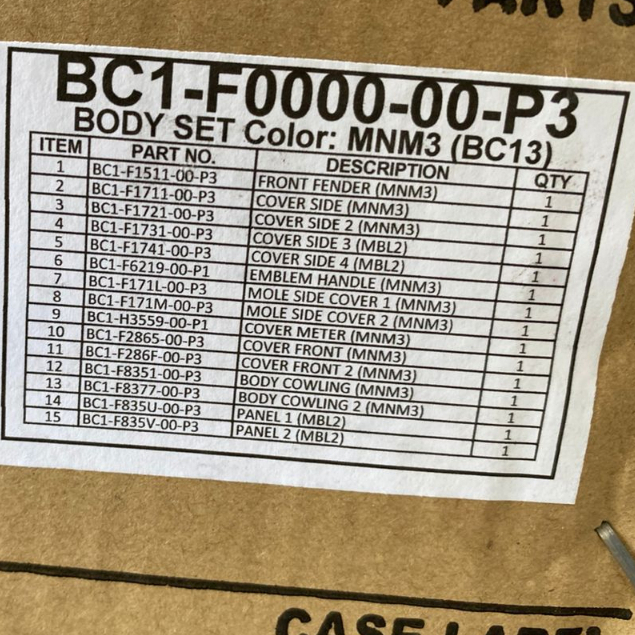 PARTS
BC1-F0000-00-P3
BODY SET Color: MNM3 (BC13)
ITEM PART NO. DESCRIPTION QTY
1 BC1-F1511-00-P3 FRONT FENDER (MNM3) 1
2 BC1-F1711-00-P3 COVER SIDE (MNM3) 1
3 BC1-F1721-00-P3 COVER SIDE 2 (MNM3) 1
4 BC1-F1731-00-P3 COVER SIDE 3 (MBL2) 1
5 BC1-F1741-00-P3 COVER SIDE 4 (MBL2) 1
6 BC1-F6219-00-P1 EMBLEM HANDLE (MNM3) 1
7 BC1-F171L-00-P3 MOLE SIDE COVER 1 (MNM3) 1
8 BC1-F171M-00-P3 MOLE SIDE COVER 2 (MNM3) 1
9 BC1-H3559-00-P1 COVER METER (MNM3) 1
10 BC1-F2865-00-P3 COVER FRONT (MNM3) 1
11 BC1-F286F-00-P3 COVER FRONT 2 (MNM3) 1
12 BC1-F8351-00-P3 BODY COWLING (MNM3) 1
13 BC1-F8377-00-P3 BODY COWLING 2 (MNM3) 1
14 BC1-F835U-00-P3 PANEL 1 (MBL2) 1
15 BC1-F835V-00-P3 PANEL 2 (MBL2) 1
CASE LABEL